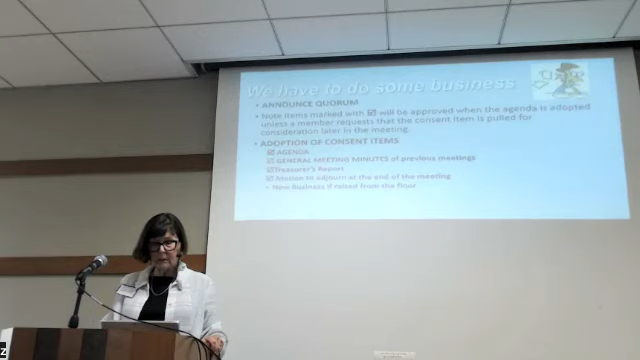 We have to do some business
• ANNOUNCE QUORUM
• Note items marked with ☑ will be approved when the agenda is adopted
unless a member requests that the consent item is pulled for
consideration later in the meeting.
• ADOPTION OF CONSENT ITEMS
☑ AGENDA
☑ GENERAL MEETING MINUTES of previous meetings
☑Treasurer's Report
☑ Motion to adjourn at the end of the meeting
• New Business if raised from the floor
z